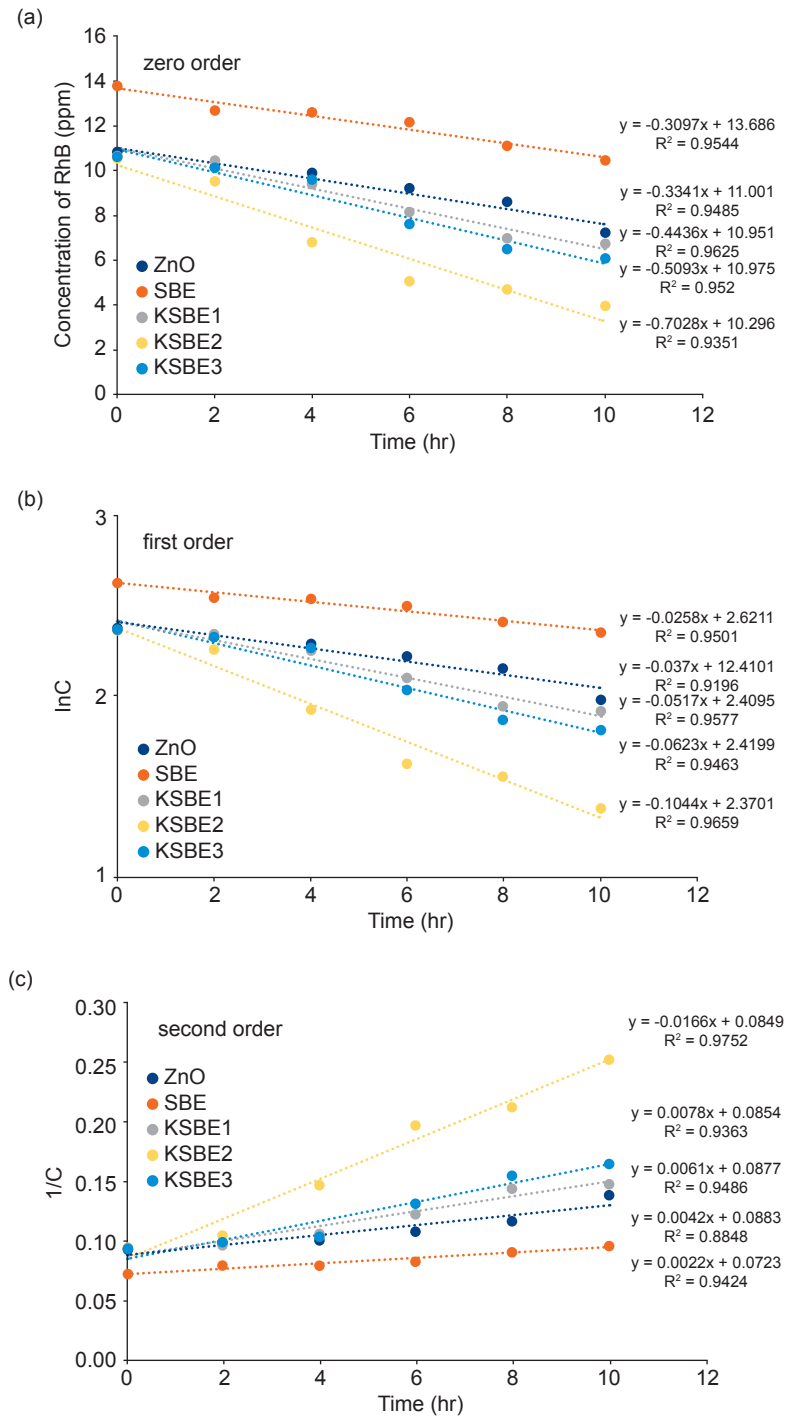 (a)
16
zero order
14
12
10
8
6
4
2
0
Concentration of RhB (ppm)
ZnO
SBE
KSBE1
KSBE2
KSBE3
y = -0.3097x + 13.686
R² = 0.9544
y = -0.3341x + 11.001
R² = 0.9485
y = -0.4436x + 10.951
R² = 0.9625
y = -0.5093x + 10.975
R² = 0.952
y = -0.7028x + 10.296
R² = 0.9351
0 2 4 6 8 10 12
Time (hr)
(b)
3
first order
2
1
lnC
ZnO
SBE
KSBE1
KSBE2
KSBE3
y = -0.0258x + 2.6211
R² = 0.9501
y = -0.037x + 12.4101
R² = 0.9196
y = -0.0517x + 2.4095
R² = 0.9577
y = -0.0623x + 2.4199
R² = 0.9463
y = -0.1044x + 2.3701
R² = 0.9659
0 2 4 6 8 10 12
Time (hr)
(c)
0.30
second order
0.25
0.20
0.15
0.10
0.05
0.00
1/C
ZnO
SBE
KSBE1
KSBE2
KSBE3
y = -0.0166x + 0.0849
R² = 0.9752
y = 0.0078x + 0.0854
R² = 0.9363
y = 0.0061x + 0.0877
R² = 0.9486
y = 0.0042x + 0.0883
R² = 0.8848
y = 0.0022x + 0.0723
R² = 0.9424
0 2 4 6 8 10 12
Time (hr)